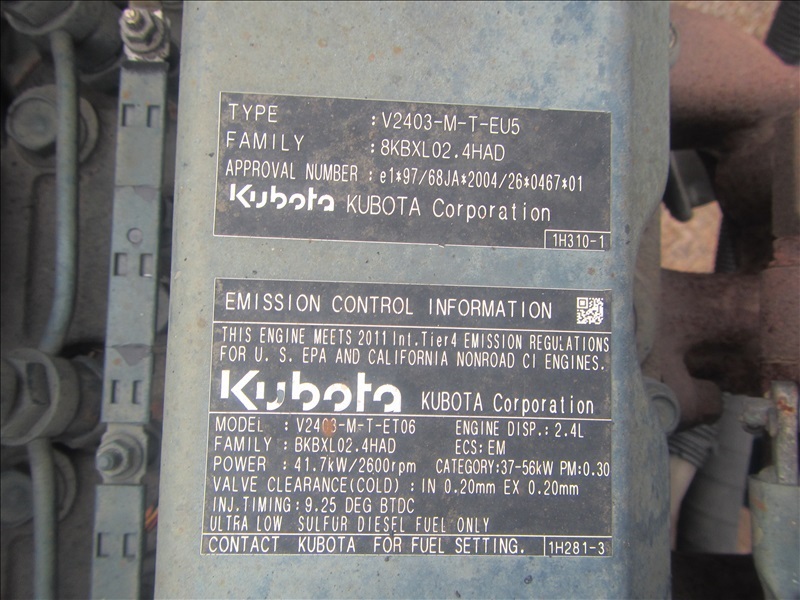 TYPE : V2403-M-T-EU5
FAMILY : 8KBXL02.4HAD
APPROVAL NUMBER : e1*97/68JA*2004/26*0467*01
Kubota KUBOTA Corporation
1H310-1
EMISSION CONTROL INFORMATION
THIS ENGINE MEETS 2011 Int.Tier4 EMISSION REGULATIONS
FOR U. S. EPA AND CALIFORNIA NONROAD CI ENGINES.
Kubota KUBOTA Corporation
MODEL : V2403-M-T-ET06 ENGINE DISP.: 2.4L
FAMILY : BKBXL02.4HAD ECS: EM
POWER : 41.7kW/2600rpm CATEGORY:37-56kW PM:0.30
VALVE CLEARANCE(COLD) : IN 0.20mm EX 0.20mm
INJ.TIMING: 9.25 DEG BTDC
ULTRA LOW SULFUR DIESEL FUEL ONLY
CONTACT KUBOTA FOR FUEL SETTING. 1H281-3